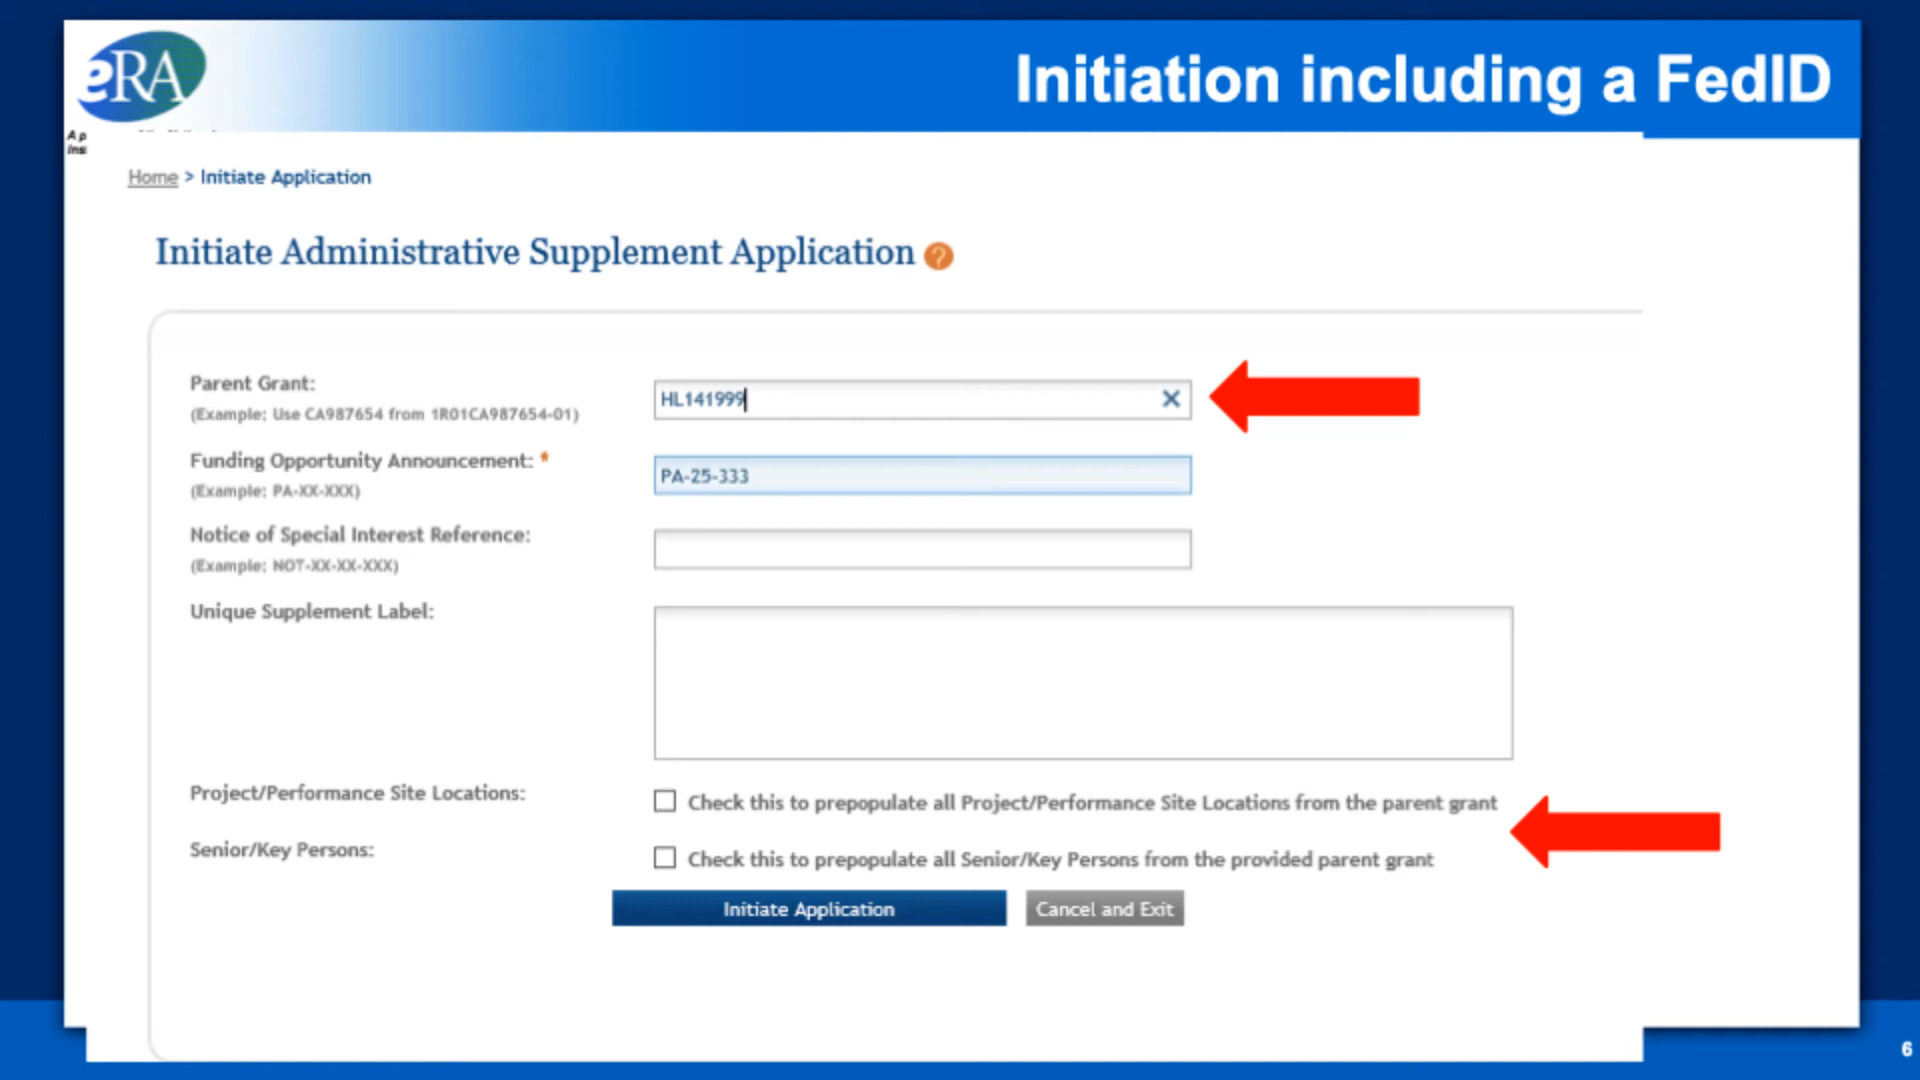 eRA
Initiation including a FedID
Home > Initiate Application
Initiate Administrative Supplement Application ?
Parent Grant:
(Example: Use CA987654 from 1R01CA987654-01)
HL141999
Funding Opportunity Announcement: *
(Example: PA-XX-XXX)
PA-25-333
Notice of Special Interest Reference:
(Example: NOT-XX-XX-XXX)
Unique Supplement Label:
Project/Performance Site Locations:
Check this to prepopulate all Project/Performance Site Locations from the parent grant
Senior/Key Persons:
Check this to prepopulate all Senior/Key Persons from the provided parent grant
Initiate Application
Cancel and Exit
6